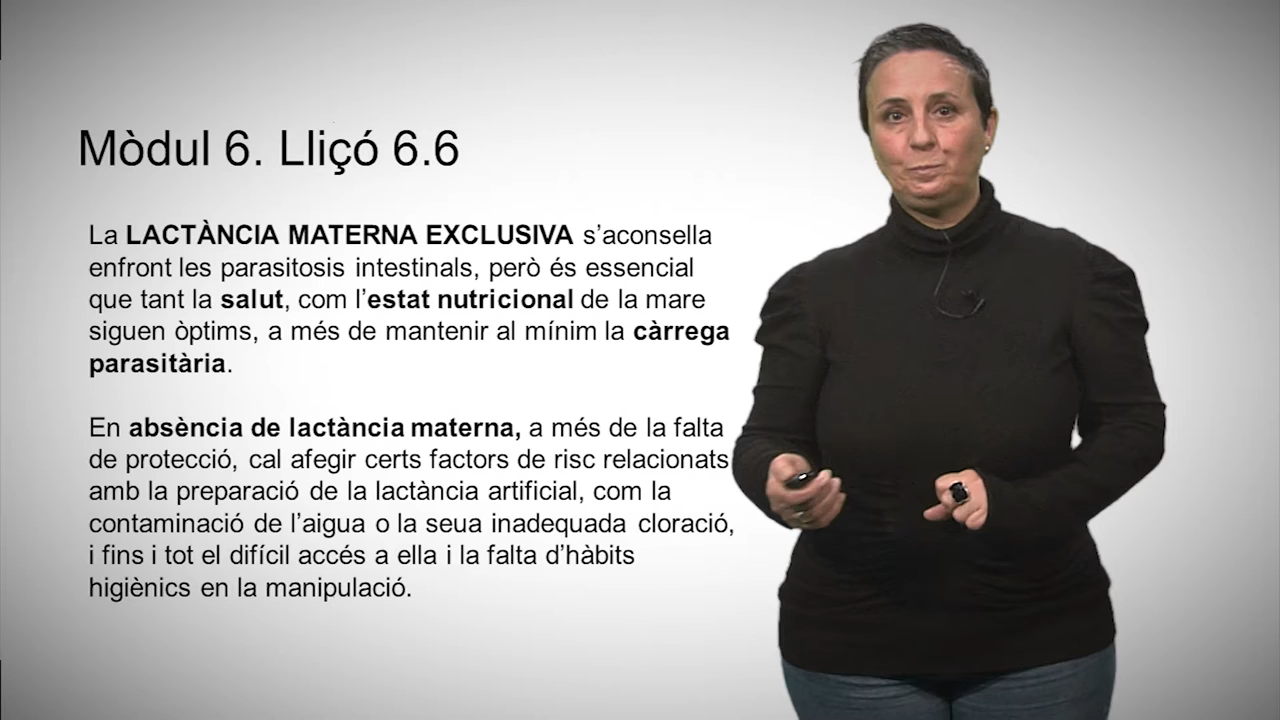 Mòdul 6. Lliçó 6.6
La LACTÀNCIA MATERNA EXCLUSIVA s’aconsella
enfront les parasitosis intestinals, però és essencial
que tant la salut, com l’estat nutricional de la mare
siguen òptims, a més de mantenir al mínim la càrrega
parasitària.
En absència de lactància materna, a més de la falta
de protecció, cal afegir certs factors de risc relacionats
amb la preparació de la lactància artificial, com la
contaminació de l’aigua o la seua inadequada cloració,
i fins i tot el difícil accés a ella i la falta d’hàbits
higiènics en la manipulació.